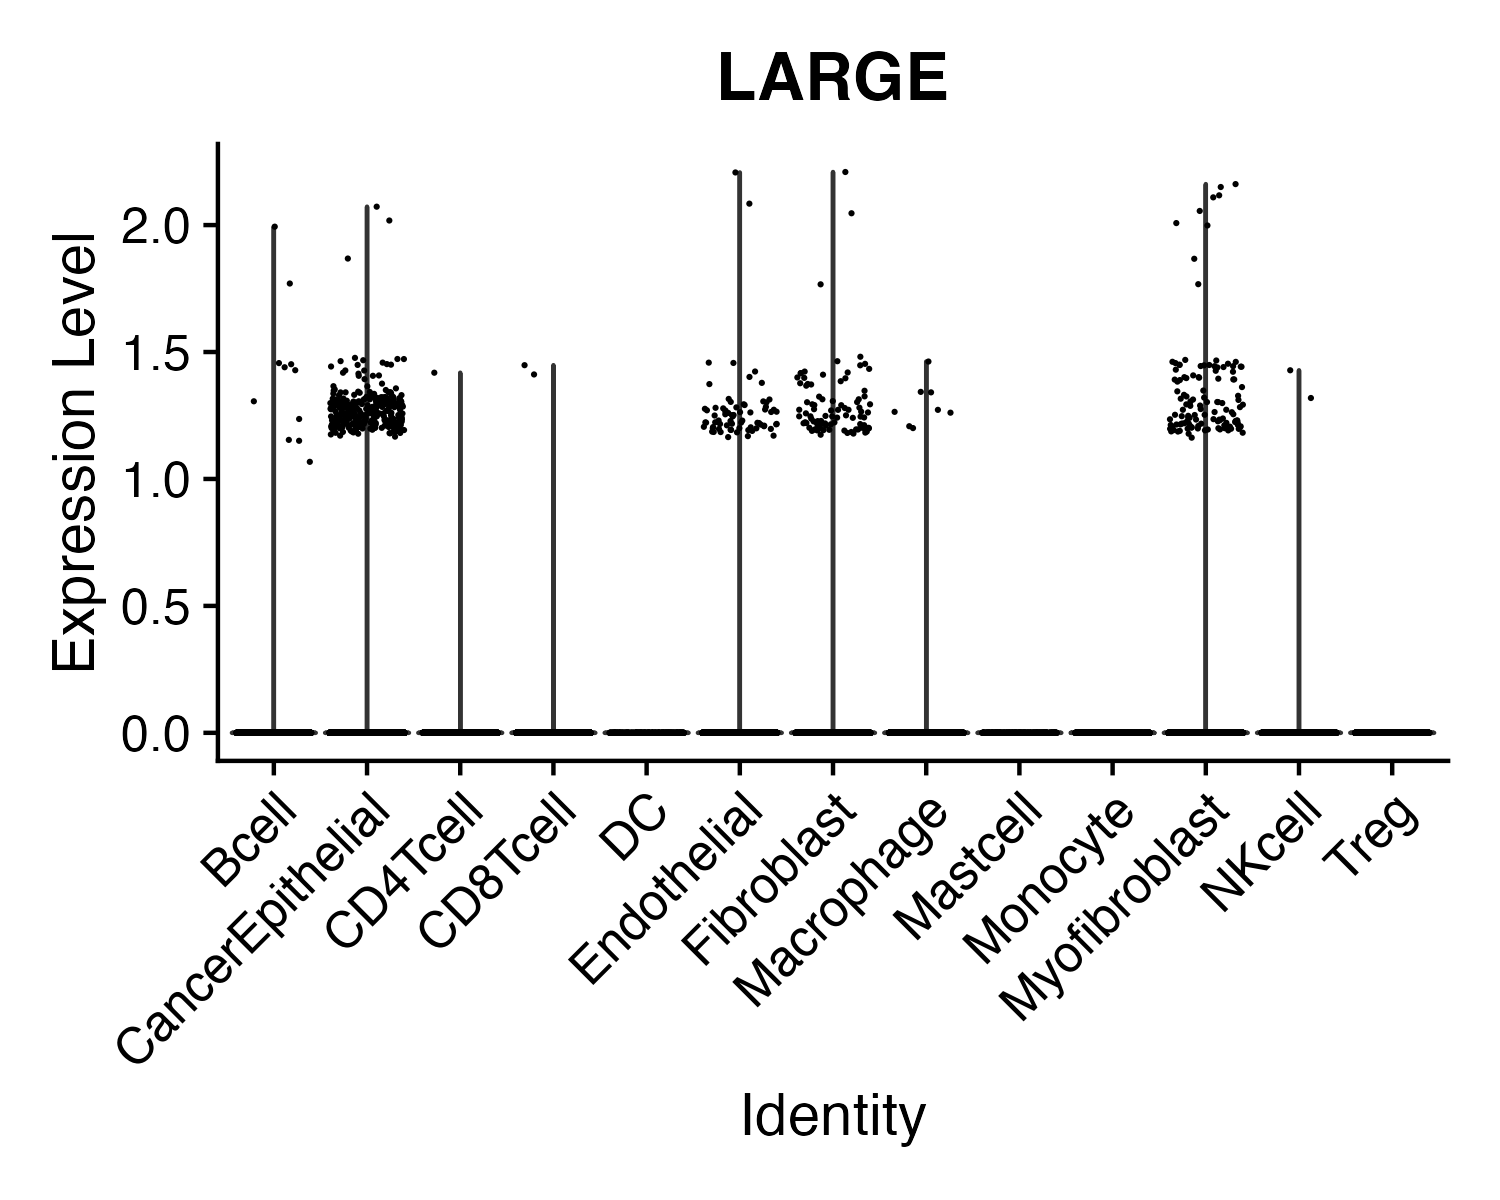 LARGE
Expression Level
2.0
1.5
1.0
0.5
0.0
Bcell
CancerEpithelial
CD4Tcell
CD8Tcell
DC
Endothelial
Fibroblast
Macrophage
Mastcell
Monocyte
Myofibroblast
NKcell
Treg
Identity